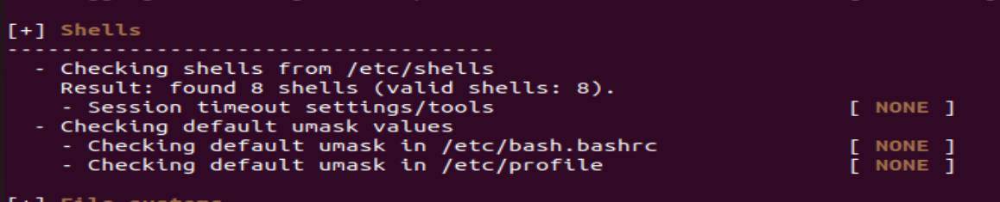 [+] Shells
------------------------------------
  - Checking shells from /etc/shells
    Result: found 8 shells (valid shells: 8).
    - Session timeout settings/tools                          [ NONE ]
  - Checking default umask values
    - Checking default umask in /etc/bash.bashrc              [ NONE ]
    - Checking default umask in /etc/profile                  [ NONE ]